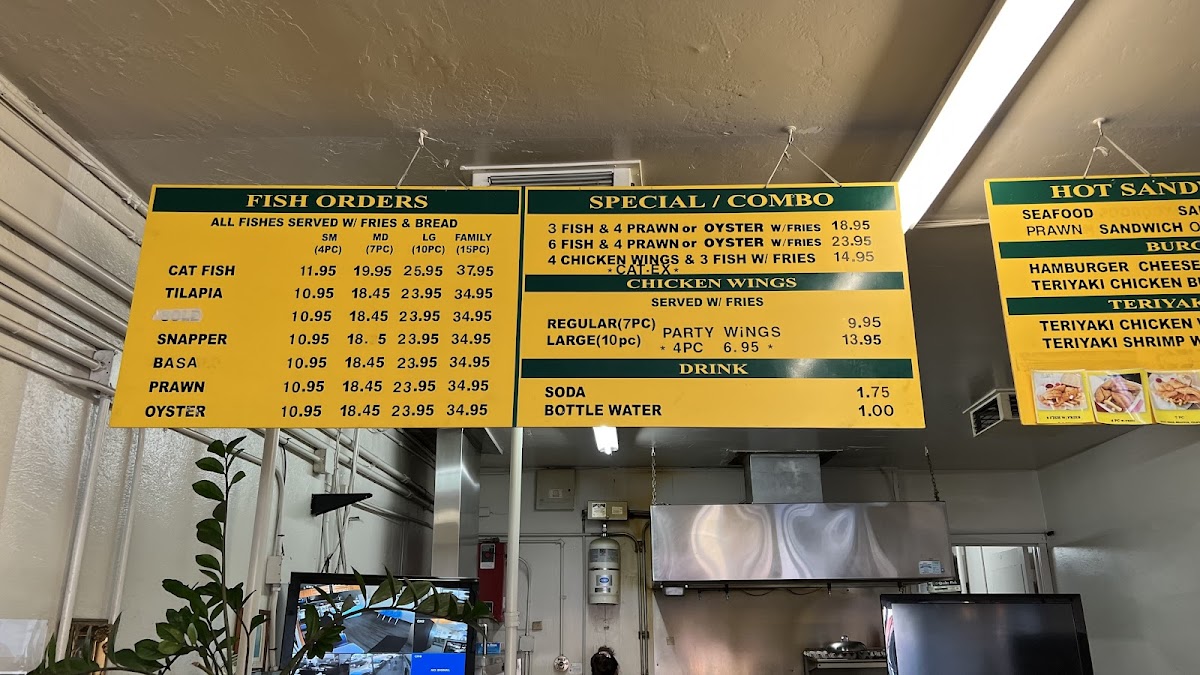 FISH ORDERS
ALL FISHES SERVED W/ FRIES & BREAD
SM MD LG FAMILY
(4PC) (7PC) (10PC) (15PC)
CAT FISH 11.95 19.95 25.95 37.95
TILAPIA 10.95 18.45 23.95 34.95
10.95 18.45 23.95 34.95
SNAPPER 10.95 18. 5 23.95 34.95
BASA 10.95 18.45 23.95 34.95
PRAWN 10.95 18.45 23.95 34.95
OYSTER 10.95 18.45 23.95 34.95
SPECIAL / COMBO
3 FISH & 4 PRAWN or OYSTER W/FRIES 18.95
6 FISH & 4 PRAWN or OYSTER W/FRIES 23.95
4 CHICKEN WINGS & 3 FISH W/ FRIES 14.95
*CAT-EX*
CHICKEN WINGS
SERVED W/ FRIES
REGULAR(7PC) 9.95
LARGE(10pc) 13.95
PARTY WiNGS
* 4PC 6.95 *
DRINK
SODA 1.75
BOTTLE WATER 1.00
HOT SAND
SEAFOOD SA
PRAWN SANDWICH O
BURG
HAMBURGER CHEESE
TERIYAKI CHICKEN B
TERIYAK
TERIYAKI CHICKEN
TERIYAKI SHRIMP W